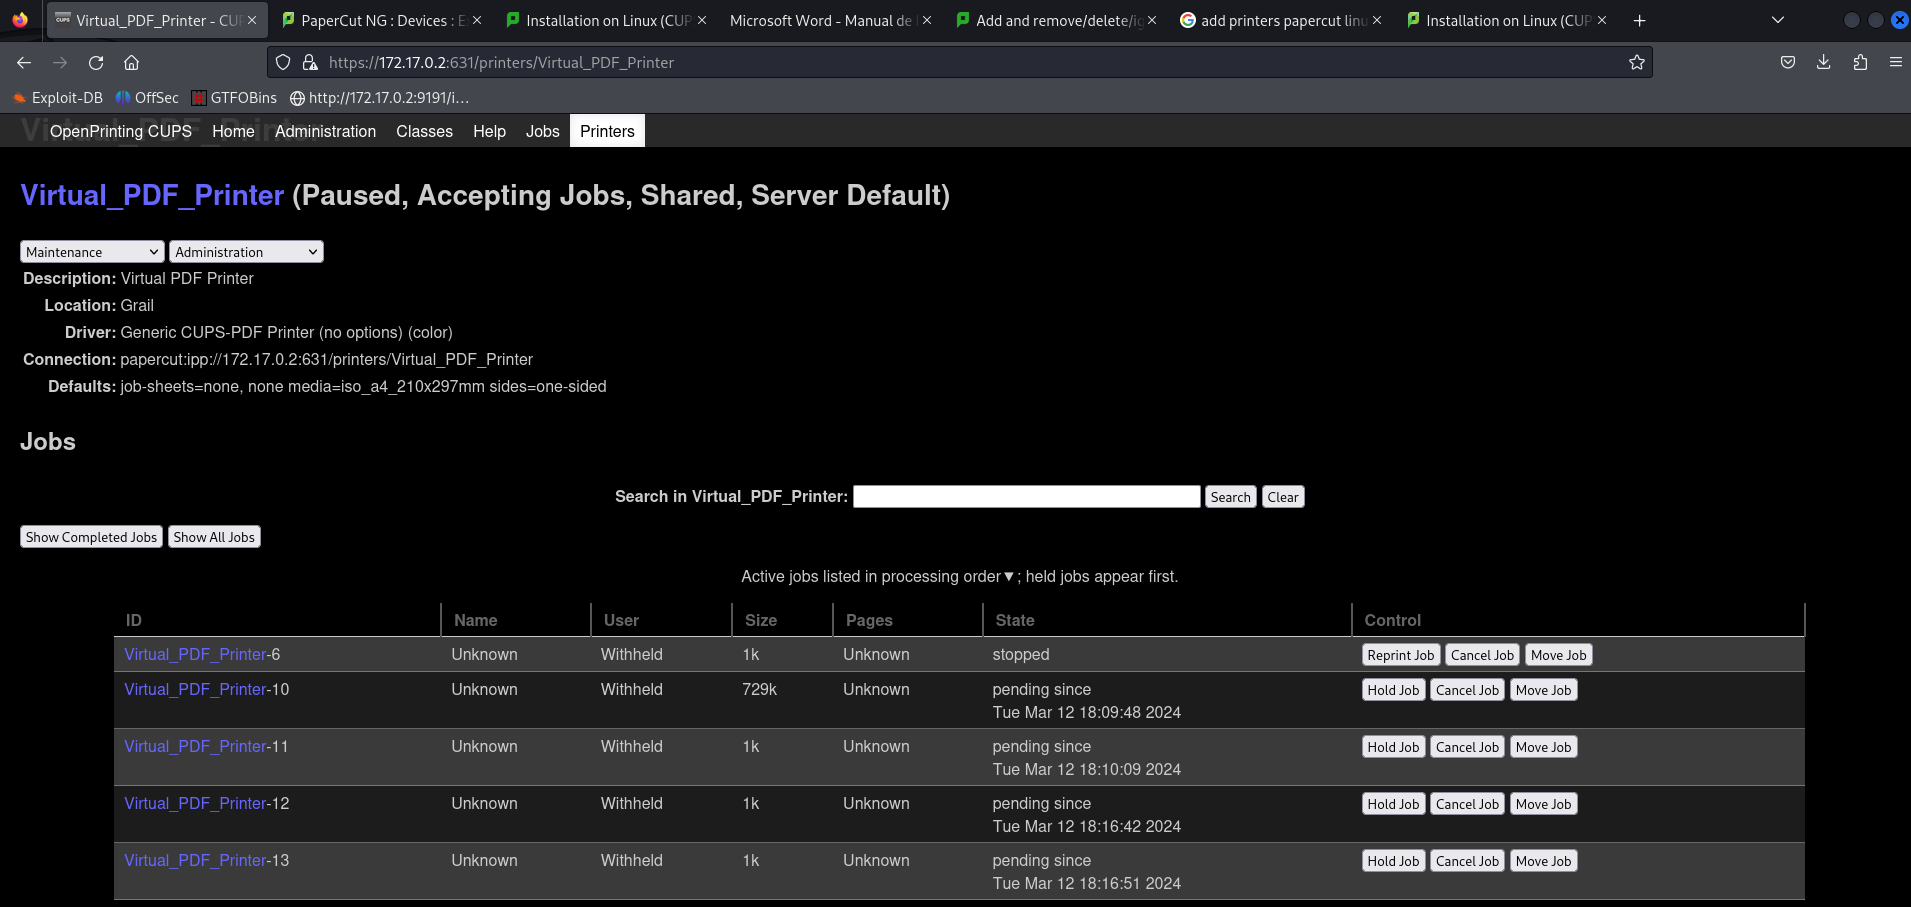 Virtual_PDF_Printer - CU
PaperCut NG : Devices : E
Installation on Linux (CUP
Microsoft Word - Manual de
Add and remove/delete/ig
add printers papercut linu
Installation on Linux (CUP
https://172.17.0.2:631/printers/Virtual_PDF_Printer
Exploit-DB
OffSec
GTFOBins
http://172.17.0.2:9191/i…
OpenPrinting CUPS Home Administration Classes Help Jobs Printers
Virtual_PDF_Printer (Paused, Accepting Jobs, Shared, Server Default)
Maintenance Administration
Description: Virtual PDF Printer
Location: Grail
Driver: Generic CUPS-PDF Printer (no options) (color)
Connection: papercut:ipp://172.17.0.2:631/printers/Virtual_PDF_Printer
Defaults: job-sheets=none, none media=iso_a4_210x297mm sides=one-sided
Jobs
Search in Virtual_PDF_Printer: Search Clear
Show Completed Jobs Show All Jobs
Active jobs listed in processing order▼; held jobs appear first.
ID Name User Size Pages State Control
Virtual_PDF_Printer-6 Unknown Withheld 1k Unknown stopped Reprint Job Cancel Job Move Job
Virtual_PDF_Printer-10 Unknown Withheld 729k Unknown pending since Hold Job Cancel Job Move Job
Tue Mar 12 18:09:48 2024
Virtual_PDF_Printer-11 Unknown Withheld 1k Unknown pending since Hold Job Cancel Job Move Job
Tue Mar 12 18:10:09 2024
Virtual_PDF_Printer-12 Unknown Withheld 1k Unknown pending since Hold Job Cancel Job Move Job
Tue Mar 12 18:16:42 2024
Virtual_PDF_Printer-13 Unknown Withheld 1k Unknown pending since Hold Job Cancel Job Move Job
Tue Mar 12 18:16:51 2024